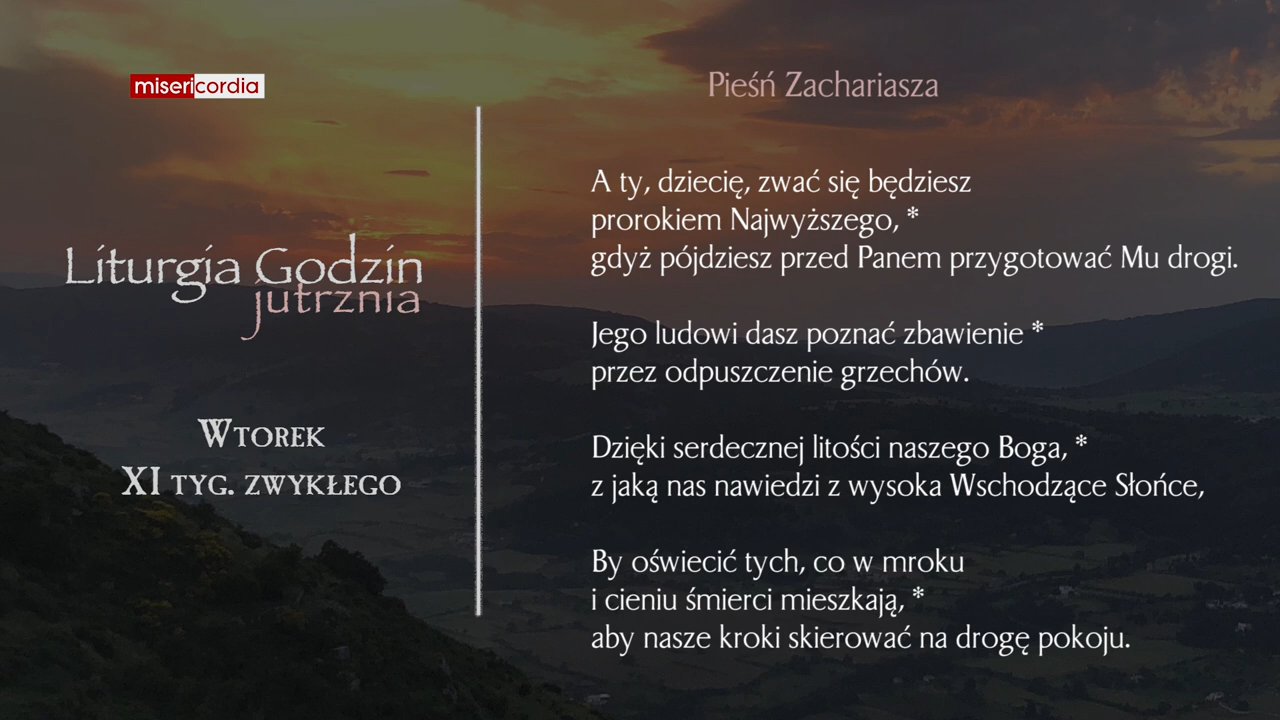 misericordia
Liturgia Godzin
jutrznia
Wtorek
XI tyg. zwykłego
Pieśń Zachariasza
A ty, dziecię, zwać się będziesz
prorokiem Najwyższego, *
gdyż pójdziesz przed Panem przygotować Mu drogi.
Jego ludowi dasz poznać zbawienie *
przez odpuszczenie grzechów.
Dzięki serdecznej litości naszego Boga, *
z jaką nas nawiedzi z wysoka Wschodzące Słońce,
By oświecić tych, co w mroku
i cieniu śmierci mieszkają, *
aby nasze kroki skierować na drogę pokoju.